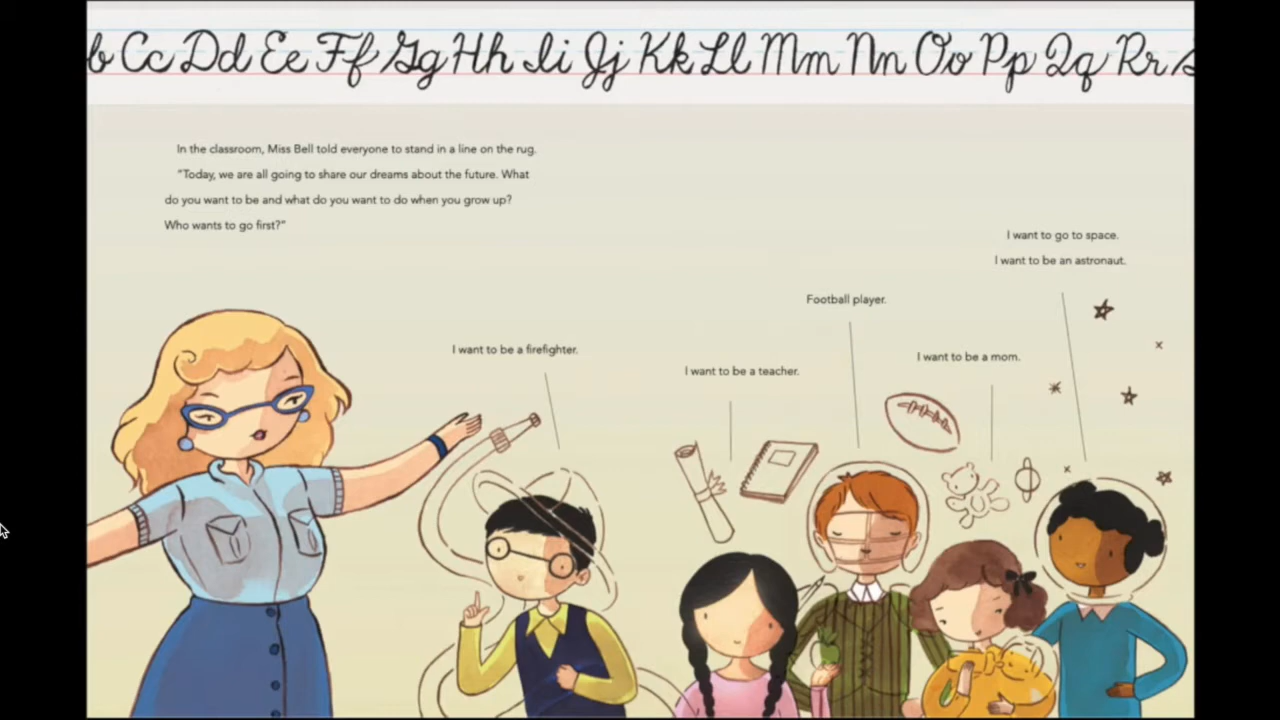 b Cc Dd Ee Ff Gg Hh Ii Jj Kk Ll Mm Nn Oo Pp Qq Rr
In the classroom, Miss Bell told everyone to stand in a line on the rug.
“Today, we are all going to share our dreams about the future. What
do you want to be and what do you want to do when you grow up?
Who wants to go first?”
I want to be a firefighter.
I want to be a teacher.
Football player.
I want to be a mom.
I want to go to space.
I want to be an astronaut.